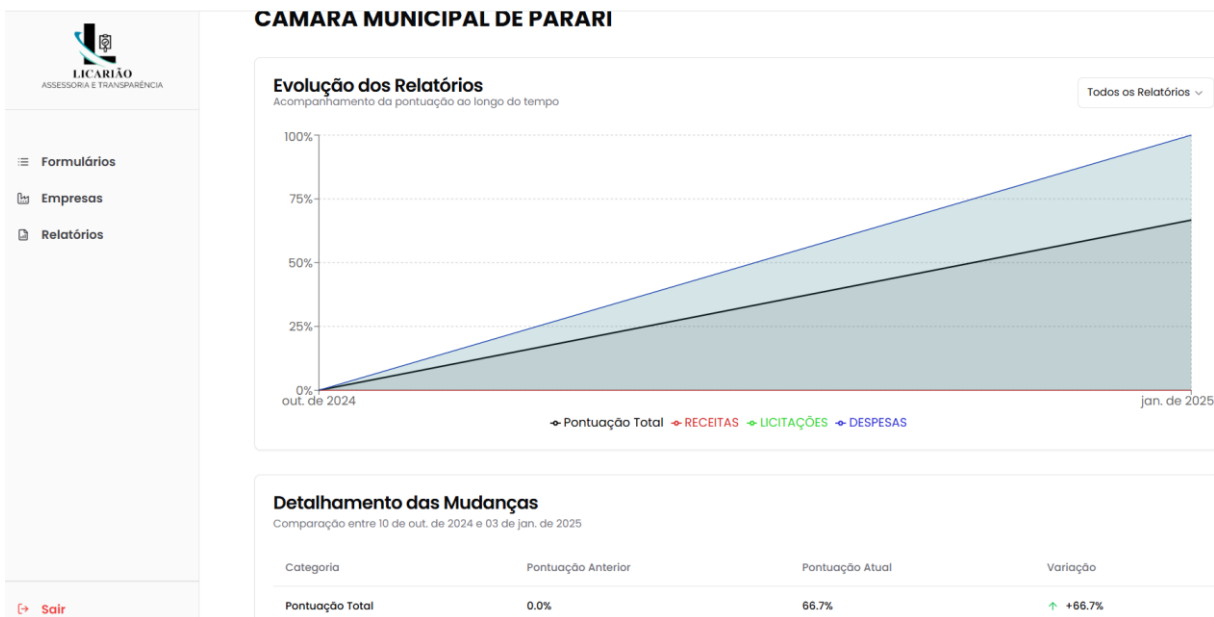 LICARIÃO
ASSESSORIA E TRANSPARÊNCIA
Formulários
Empresas
Relatórios
Sair
CÂMARA MUNICIPAL DE PARARI
Evolução dos Relatórios
Acompanhamento da pontuação ao longo do tempo
Todos os Relatórios
100%
75%
50%
25%
0%
out. de 2024 jan. de 2025
Pontuação Total RECEITAS LICITAÇÕES DESPESAS
Detalhamento das Mudanças
Comparação entre 10 de out. de 2024 e 03 de jan. de 2025
Categoria Pontuação Anterior Pontuação Atual Variação
Pontuação Total 0.0% 66.7% ↑ +66.7%